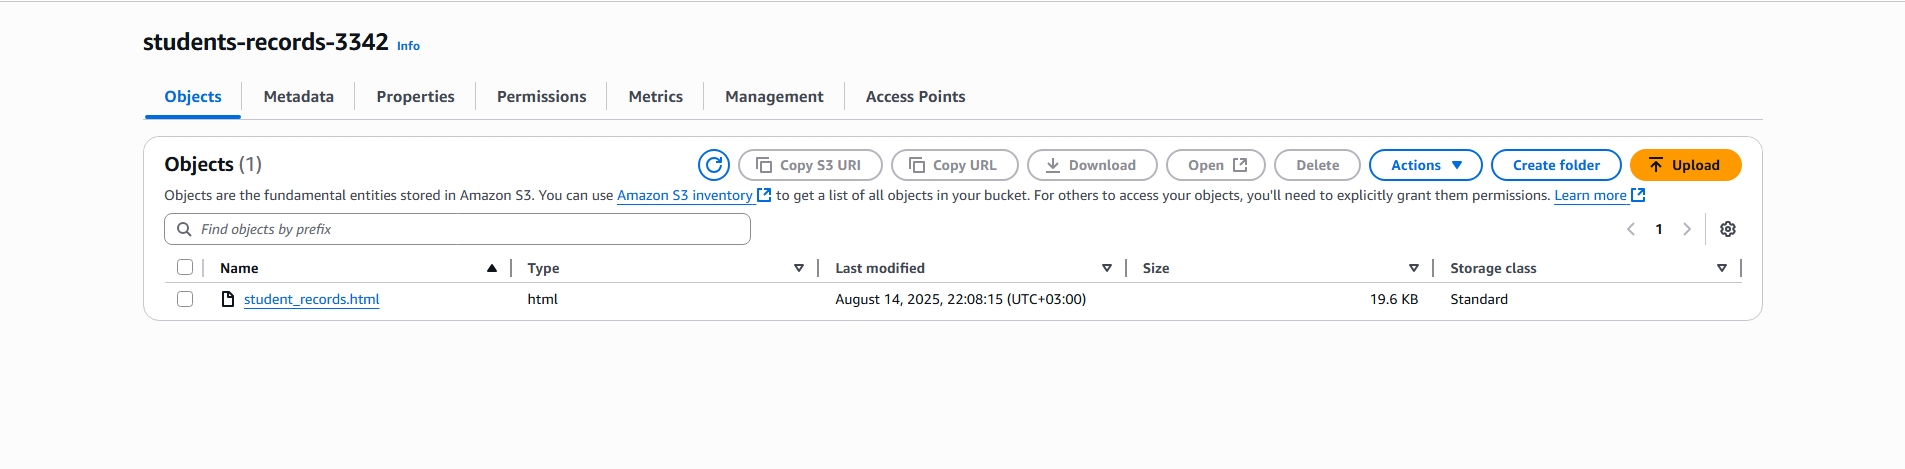 students-records-3342 Info
Objects Metadata Properties Permissions Metrics Management Access Points
Objects (1) Copy S3 URI Copy URL Download Open Delete Actions Create folder Upload
Objects are the fundamental entities stored in Amazon S3. You can use Amazon S3 inventory to get a list of all objects in your bucket. For others to access your objects, you'll need to explicitly grant them permissions. Learn more
Find objects by prefix 1
Name Type Last modified Size Storage class
student_records.html html August 14, 2025, 22:08:15 (UTC+03:00) 19.6 KB Standard